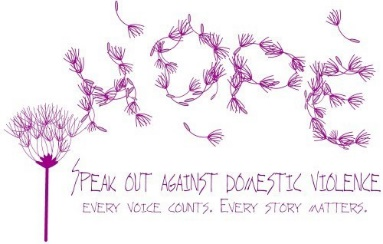 HOPE
SPEAK OUT AGAINST DOMESTIC VIOLENCE
EVERY VOICE COUNTS. EVERY STORY MATTERS.